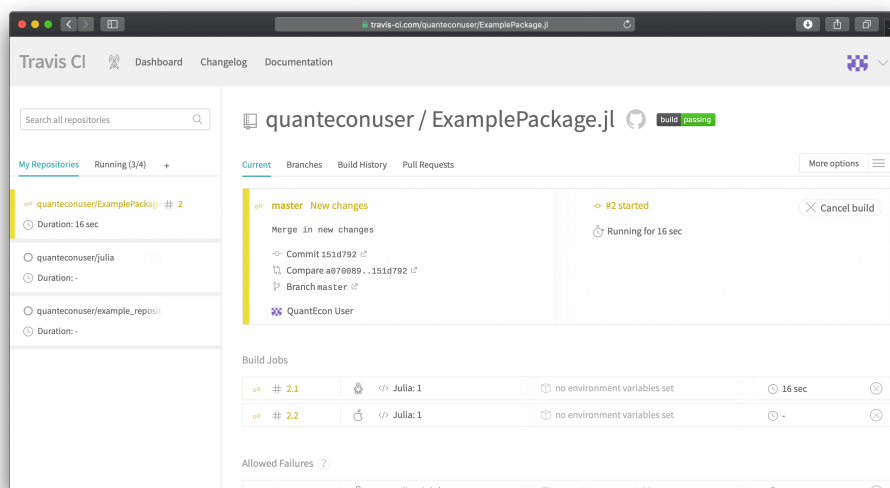 travis-ci.com/quanteconuser/ExamplePackage.jl
Travis CI Dashboard Changelog Documentation
Search all repositories
My Repositories Running (3/4) +
quanteconuser/ExamplePackage # 2
Duration: 16 sec
quanteconuser/julia
Duration: -
quanteconuser/example_reposit
Duration: -
quanteconuser / ExamplePackage.jl build passing
Current Branches Build History Pull Requests More options
master New changes #2 started Cancel build
Merge in new changes Running for 16 sec
Commit 151d792
Compare a070089..151d792
Branch master
QuantEcon User
Build Jobs
# 2.1 </> Julia: 1 no environment variables set 16 sec
# 2.2 </> Julia: 1 no environment variables set -
Allowed Failures ?